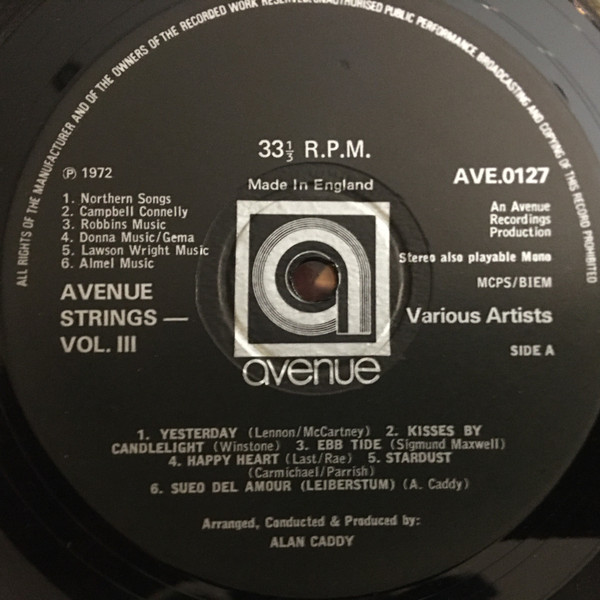 ALL RIGHTS OF THE MANUFACTURER AND OF THE OWNERS OF THE RECORDED WORK RESERVED. UNAUTHORISED PUBLIC PERFORMANCE BROADCASTING AND COPYING OF THIS RECORD PROHIBITED
33⅓ R.P.M.
Made In England
℗ 1972
AVE.0127
1. Northern Songs
2. Campbell Connelly
3. Robbins Music
4. Donna Music/Gema
5. Lawson Wright Music
6. Almel Music
An Avenue
Recordings
Production
Stereo also playable Mono
MCPS/BIEM
AVENUE
STRINGS —
VOL. III
Various Artists
SIDE A
a
avenue
1. YESTERDAY (Lennon/McCartney) 2. KISSES BY
CANDLELIGHT (Winstone) 3. EBB TIDE (Sigmund Maxwell)
4. HAPPY HEART (Last/Rae) 5. STARDUST
(Carmichael/Parrish)
6. SUEO DEL AMOUR (LEIBERSTUM) (A. Caddy)
Arranged, Conducted & Produced by:
ALAN CADDY